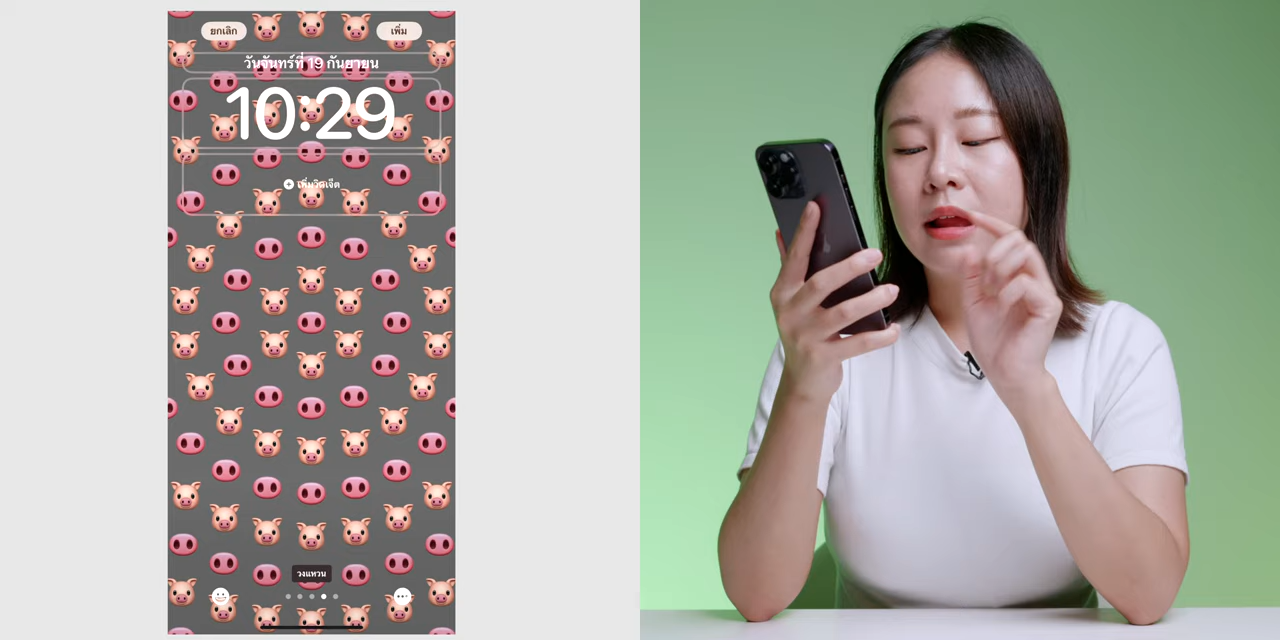 ยกเลิก
เพิ่ม
วันจันทร์ที่ 19 กันยายน
10:29
เพิ่มวิดเจ็ต
วงแหวน